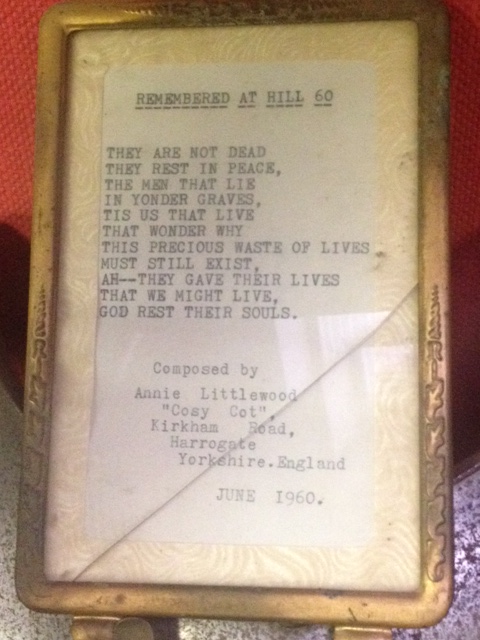 REMEMBERED AT HILL 60
THEY ARE NOT DEAD
THEY REST IN PEACE,
THE MEN THAT LIE
IN YONDER GRAVES,
TIS US THAT LIVE
THAT WONDER WHY
THIS PRECIOUS WASTE OF LIVES
MUST STILL EXIST,
AH--THEY GAVE THEIR LIVES
THAT WE MIGHT LIVE,
GOD REST THEIR SOULS.
Composed by
Annie Littlewood
"Cosy Cot",
Kirkham Road,
Harrogate
Yorkshire.England
JUNE 1960.